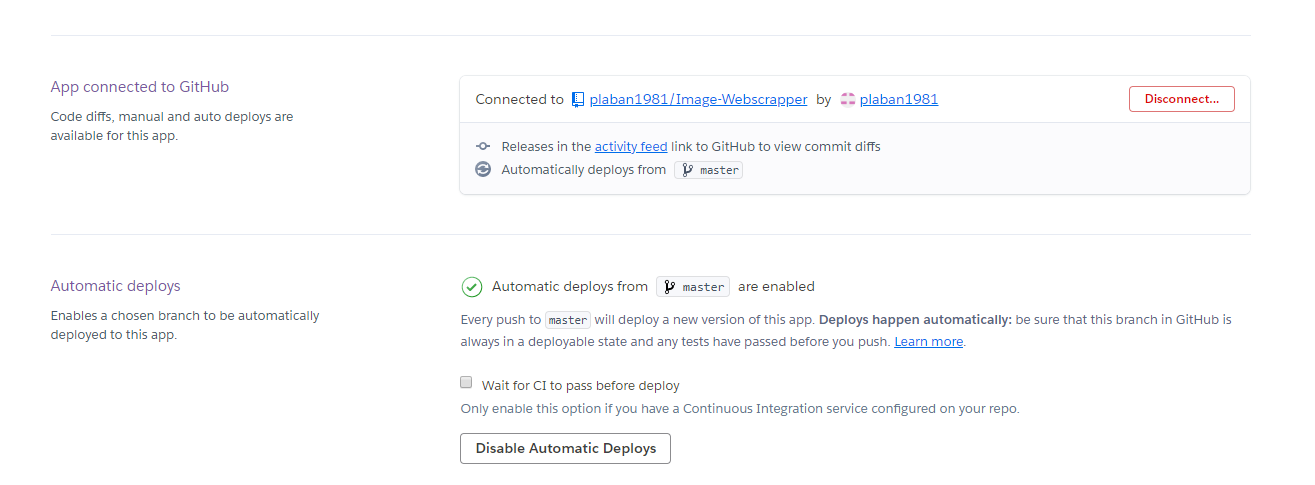 App connected to GitHub
Code diffs, manual and auto deploys are
available for this app.
Connected to plaban1981/Image-Webscrapper by plaban1981
Disconnect...
Releases in the activity feed link to GitHub to view commit diffs
Automatically deploys from master
Automatic deploys
Enables a chosen branch to be automatically
deployed to this app.
Automatic deploys from master are enabled
Every push to master will deploy a new version of this app. Deploys happen automatically: be sure that this branch in GitHub is
always in a deployable state and any tests have passed before you push. Learn more.
Wait for CI to pass before deploy
Only enable this option if you have a Continuous Integration service configured on your repo.
Disable Automatic Deploys